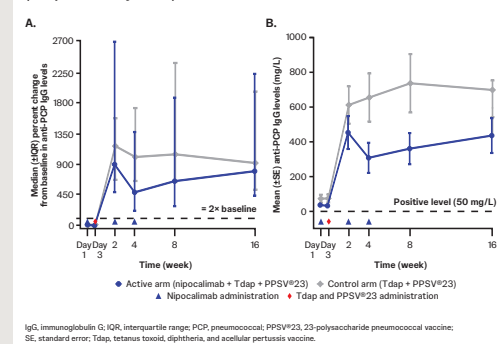 A.
B.
Median (±IQR) percent change
from baseline in anti-PCP IgG levels
2700
2250
1800
1350
900
450
0
= 2× baseline
Day
1
Day
3
2
4
8
16
Time (week)
Mean (±SE) anti-PCP IgG levels (mg/L)
1000
800
600
400
200
0
Positive level (50 mg/L)
Day
1
Day
3
2
4
8
16
Time (week)
Active arm (nipocalimab + Tdap + PPSV®23)
Control arm (Tdap + PPSV®23)
Nipocalimab administration
Tdap and PPSV®23 administration
IgG, immunoglobulin G; IQR, interquartile range; PCP, pneumococcal; PPSV®23, 23-polysaccharide pneumococcal vaccine;
SE, standard error; Tdap, tetanus toxoid, diphtheria, and acellular pertussis vaccine.